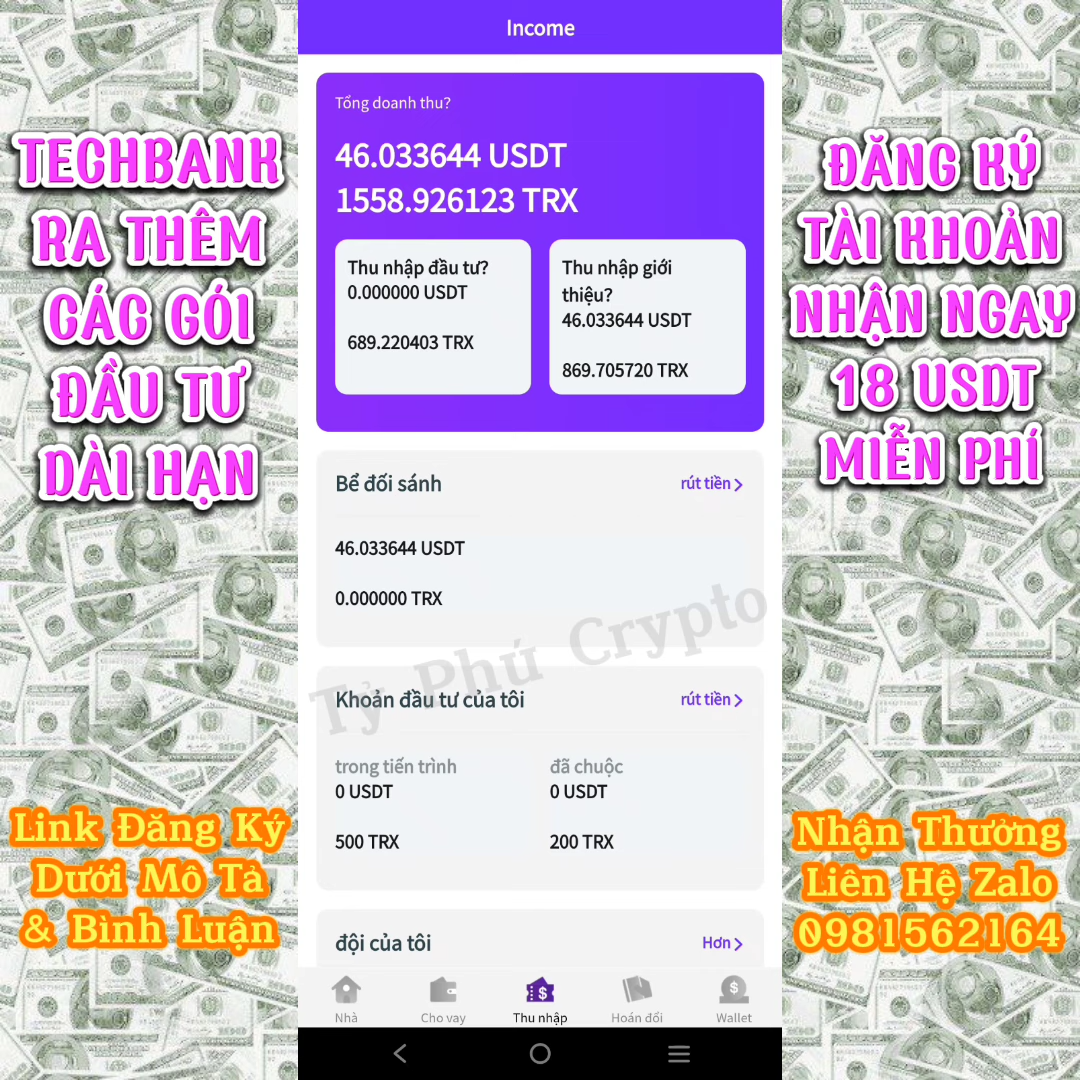 Income
TECHBANK
RA THÊM
CÁC GÓI
ĐẦU TƯ
DÀI HẠN
Link Đăng Ký
Dưới Mô Tả
& Bình Luận
Tổng doanh thu?
46.033644 USDT
1558.926123 TRX
Thu nhập đầu tư?
0.000000 USDT
689.220403 TRX
Thu nhập giới
thiệu?
46.033644 USDT
869.705720 TRX
Bể đối sánh
rút tiền
46.033644 USDT
0.000000 TRX
Tỷ Phú Crypto
Khoản đầu tư của tôi
rút tiền
trong tiến trình
0 USDT
500 TRX
đã chuộc
0 USDT
200 TRX
đội của tôi
Hơn
Nhà
Cho vay
Thu nhập
Hoán đổi
Wallet
ĐĂNG KÝ
TÀI KHOẢN
NHẬN NGAY
18 USDT
MIỄN PHÍ
Nhận Thưởng
Liên Hệ Zalo
0981562164